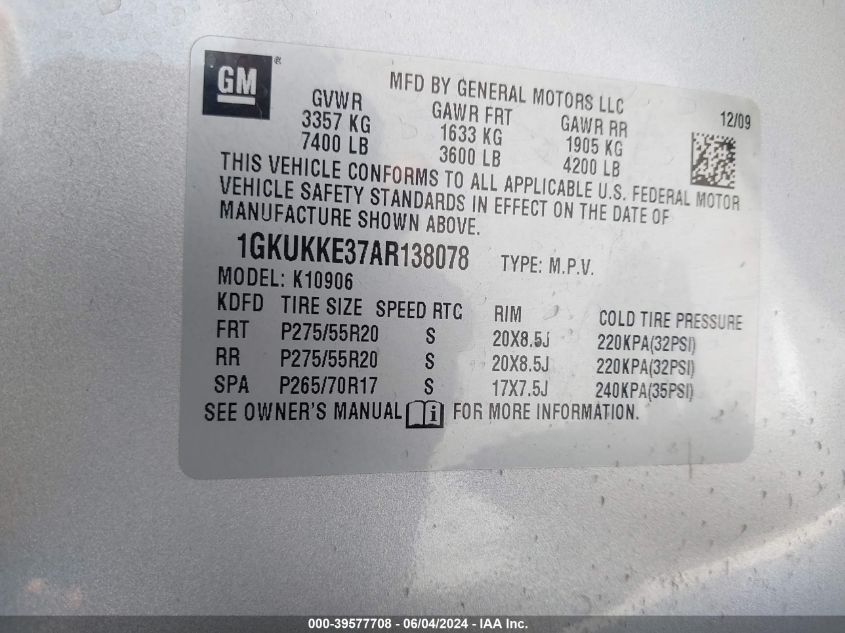 GM®
MFD BY GENERAL MOTORS LLC
GVWR GAWR FRT GAWR RR 12/09
3357 KG 1633 KG 1905 KG
7400 LB 3600 LB 4200 LB
THIS VEHICLE CONFORMS TO ALL APPLICABLE U.S. FEDERAL MOTOR
VEHICLE SAFETY STANDARDS IN EFFECT ON THE DATE OF
MANUFACTURE SHOWN ABOVE.
1GKUKKE37AR138078 TYPE: M.P.V.
MODEL: K10906
KDFD TIRE SIZE SPEED RTG RIM COLD TIRE PRESSURE
FRT P275/55R20 S 20X8.5J 220KPA(32PSI)
RR P275/55R20 S 20X8.5J 220KPA(32PSI)
SPA P265/70R17 S 17X7.5J 240KPA(35PSI)
SEE OWNER'S MANUAL FOR MORE INFORMATION.
000-39577708 - 06/04/2024 - IAA Inc.